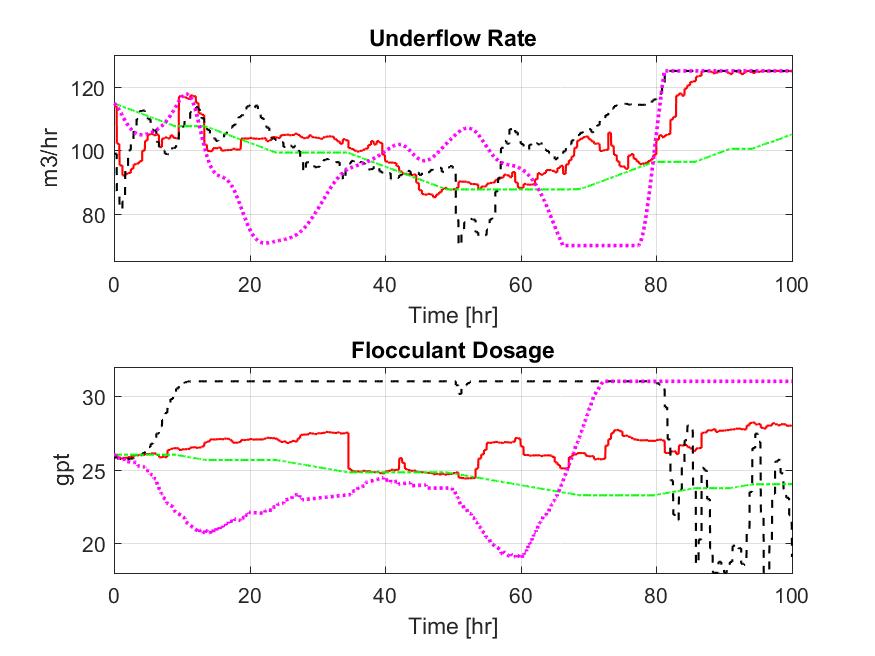 Underflow Rate
120
100
80
m3/hr
0 20 40 60 80 100
Time [hr]
Flocculant Dosage
30
25
20
gpt
0 20 40 60 80 100
Time [hr]